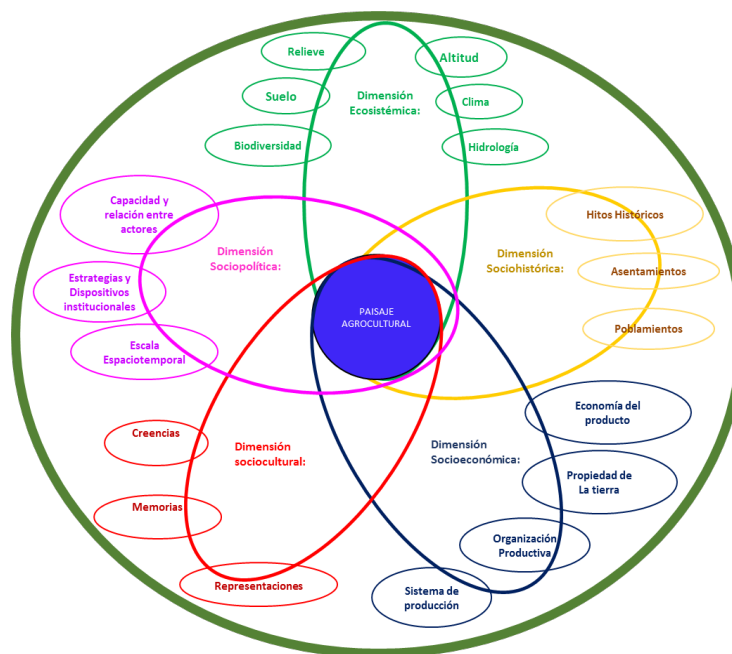 Relieve
Altitud
Suelo
Dimensión
Ecosistémica:
Clima
Biodiversidad
Hidrología
Capacidad y
relación entre
actores
Hitos Históricos
Dimensión
Sociopolítica:
Dimensión
Sociohistórica:
Estrategias y
Dispositivos
institucionales
Asentamientos
PAISAJE
AGROCULTURAL
Escala
Espaciotemporal
Poblamientos
Economía del
producto
Creencias
Dimensión
sociocultural:
Dimensión
Socioeconómica:
Propiedad de
La tierra
Memorias
Organización
Productiva
Representaciones
Sistema de
producción